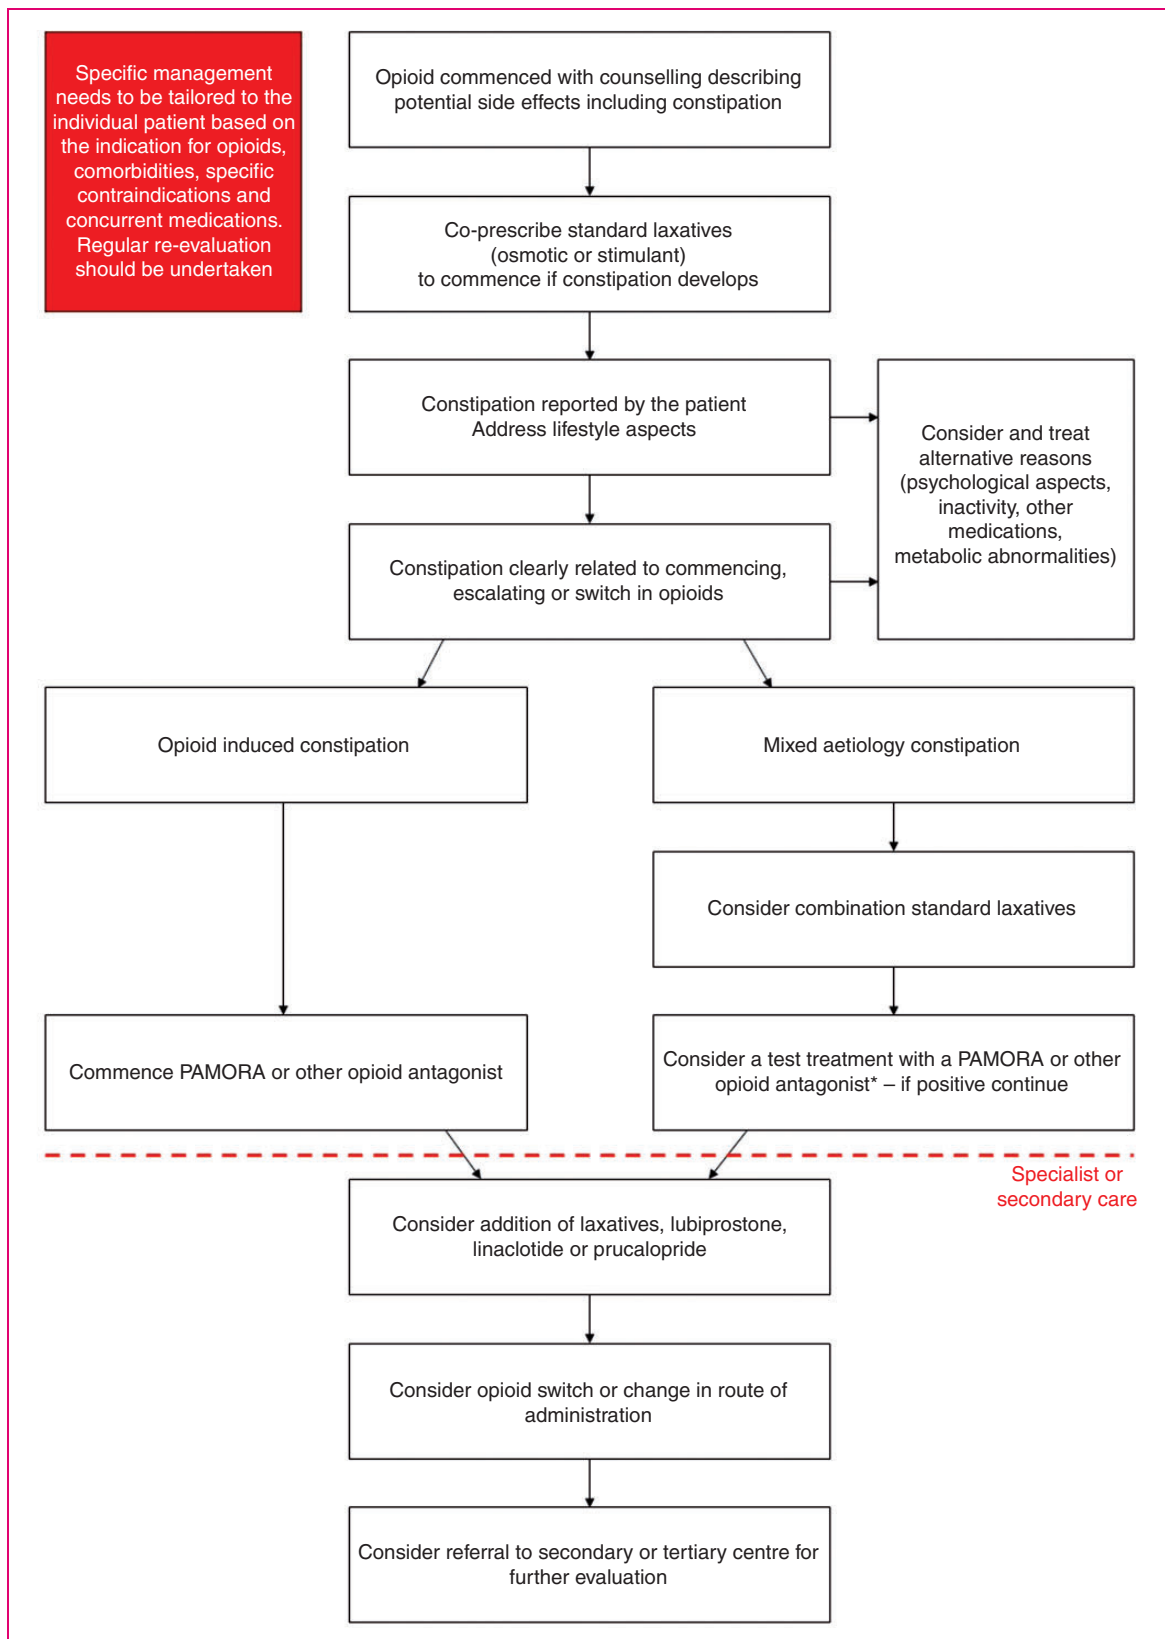 Specific management
needs to be tailored to the
individual patient based on
the indication for opioids,
comorbidities, specific
contraindications and
concurrent medications.
Regular re-evaluation
should be undertaken
Opioid commenced with counselling describing
potential side effects including constipation
Co-prescribe standard laxatives
(osmotic or stimulant)
to commence if constipation develops
Constipation reported by the patient
Address lifestyle aspects
Consider and treat
alternative reasons
(psychological aspects,
inactivity, other
medications,
metabolic abnormalities)
Constipation clearly related to commencing,
escalating or switch in opioids
Opioid induced constipation
Mixed aetiology constipation
Consider combination standard laxatives
Commence PAMORA or other opioid antagonist
Consider a test treatment with a PAMORA or other
opioid antagonist* – if positive continue
Specialist or
secondary care
Consider addition of laxatives, lubiprostone,
linaclotide or prucalopride
Consider opioid switch or change in route of
administration
Consider referral to secondary or tertiary centre for
further evaluation